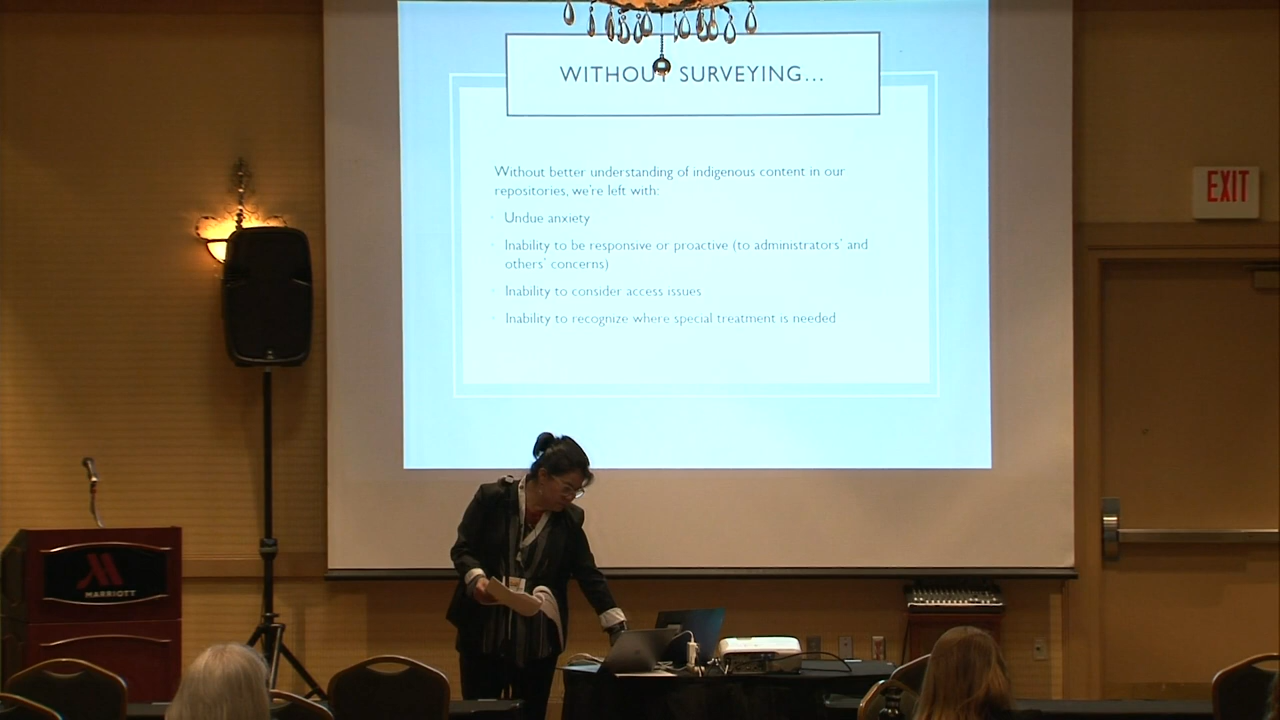 WITHOUT SURVEYING...
Without better understanding of indigenous content in our
repositories, we're left with:
Undue anxiety
Inability to be responsive or proactive (to administrators' and
others' concerns)
Inability to consider access issues
Inability to recognize where special treatment is needed
EXIT
MARRIOTT